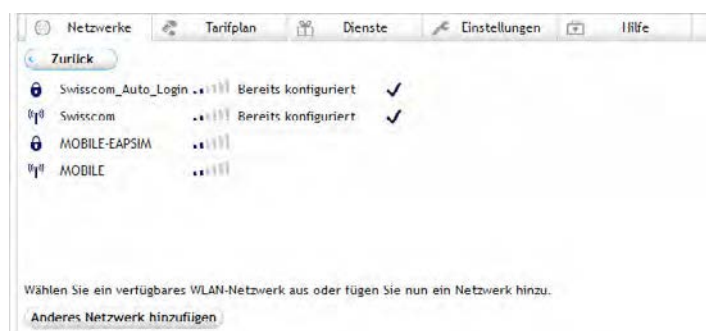 Netzwerke Tarifplan Dienste Einstellungen Hilfe
Zurück
Swisscom_Auto_Login Bereits konfiguriert
Swisscom Bereits konfiguriert
MOBILE-EAPSIM
MOBILE
Wählen Sie ein verfügbares WLAN-Netzwerk aus oder fügen Sie nun ein Netzwerk hinzu.
Anderes Netzwerk hinzufügen